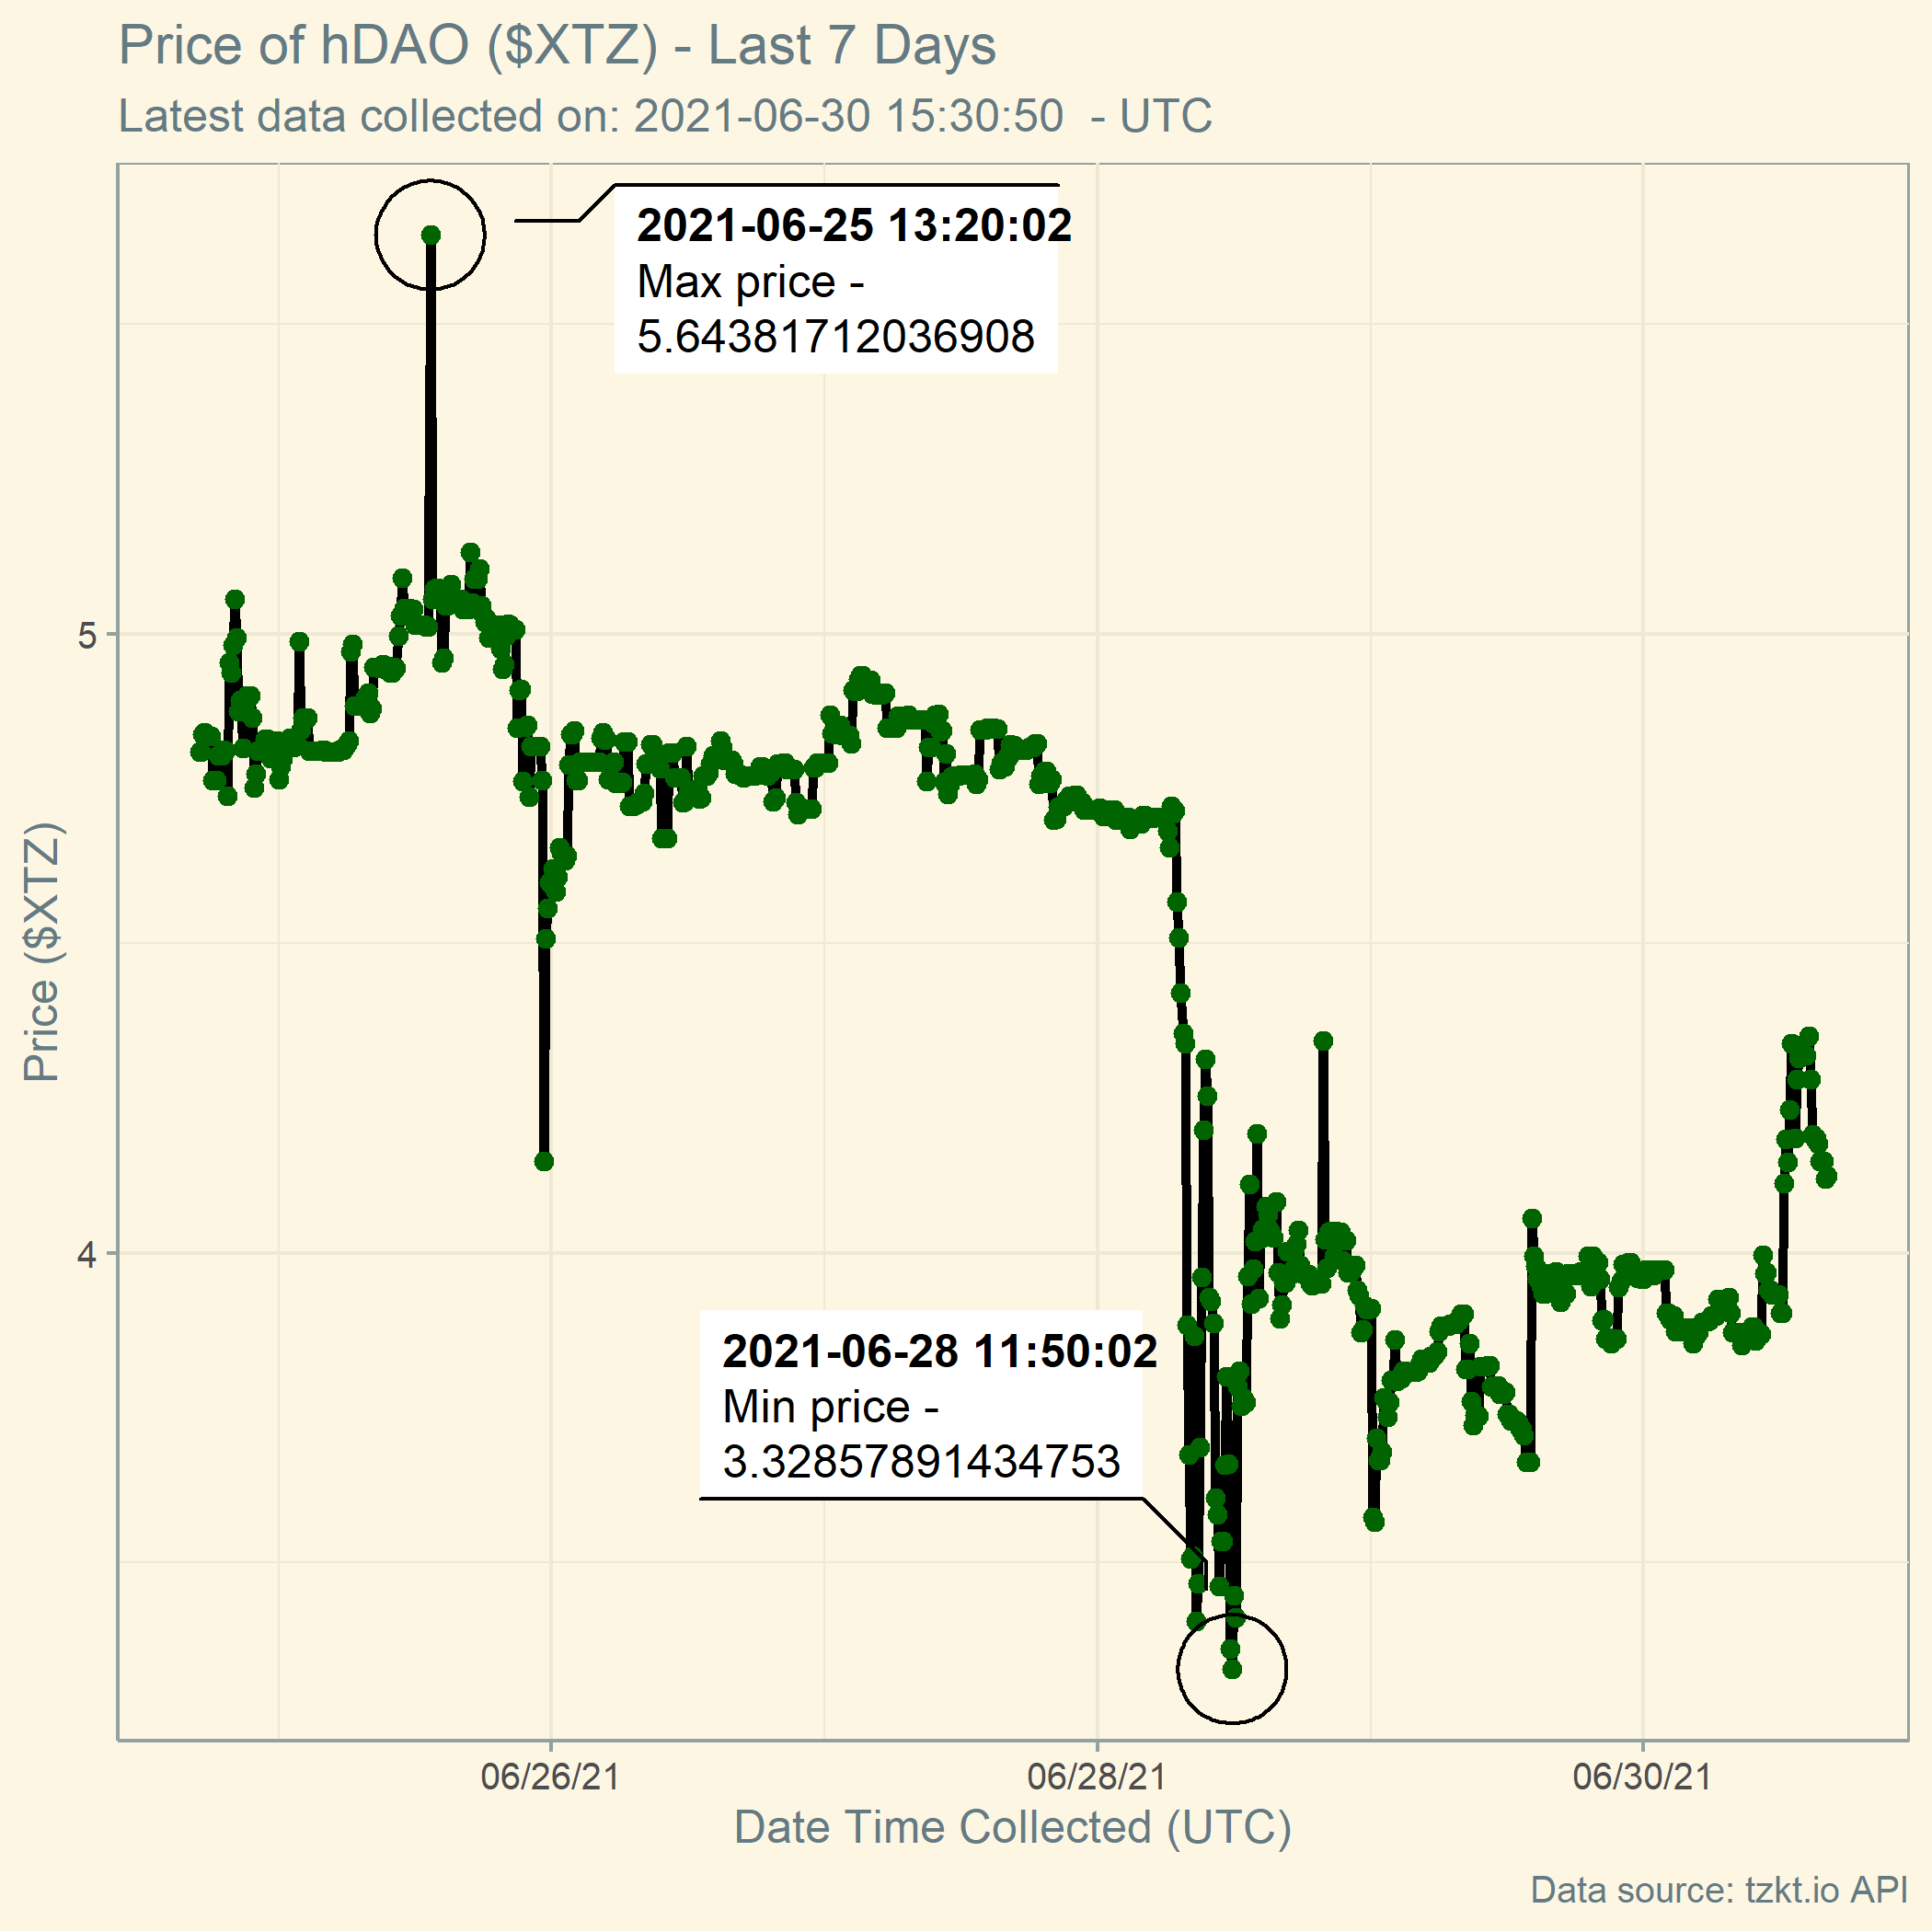 Price of hDAO ($XTZ) - Last 7 Days
Latest data collected on: 2021-06-30 15:30:50  - UTC
2021-06-25 13:20:02
Max price -
5.64381712036908
5
Price ($XTZ)
4
2021-06-28 11:50:02
Min price -
3.32857891434753
06/26/21
06/28/21
06/30/21
Date Time Collected (UTC)
Data source: tzkt.io API